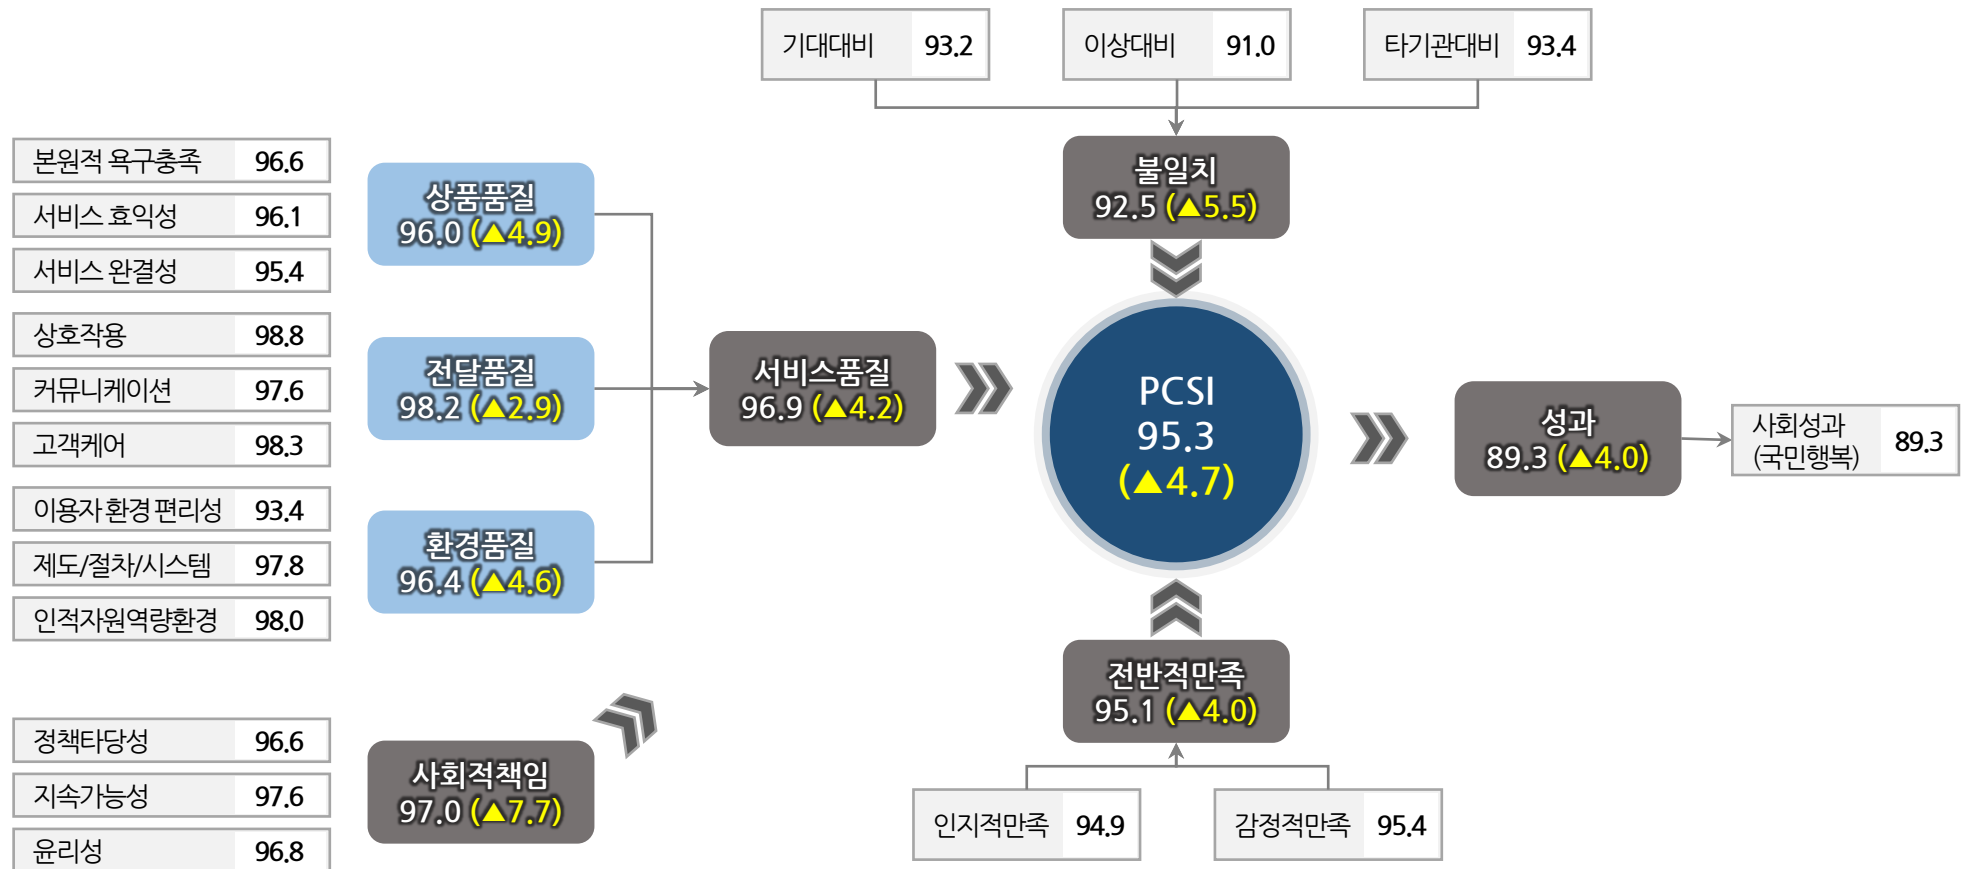 기대대비 93.2
이상대비 91.0
타기관대비 93.4
불일치
92.5 (▲5.5)
본원적 욕구충족 96.6
서비스 효익성 96.1
서비스 완결성 95.4
상품품질
96.0 (▲4.9)
상호작용 98.8
커뮤니케이션 97.6
고객케어 98.3
전달품질
98.2 (▲2.9)
이용자 환경 편리성 93.4
제도/절차/시스템 97.8
인적자원역량환경 98.0
환경품질
96.4 (▲4.6)
서비스품질
96.9 (▲4.2)
PCSI
95.3
(▲4.7)
성과
89.3 (▲4.0)
사회성과
(국민행복)
89.3
정책타당성 96.6
지속가능성 97.6
윤리성 96.8
사회적책임
97.0 (▲7.7)
전반적만족
95.1 (▲4.0)
인지적만족 94.9
감정적만족 95.4